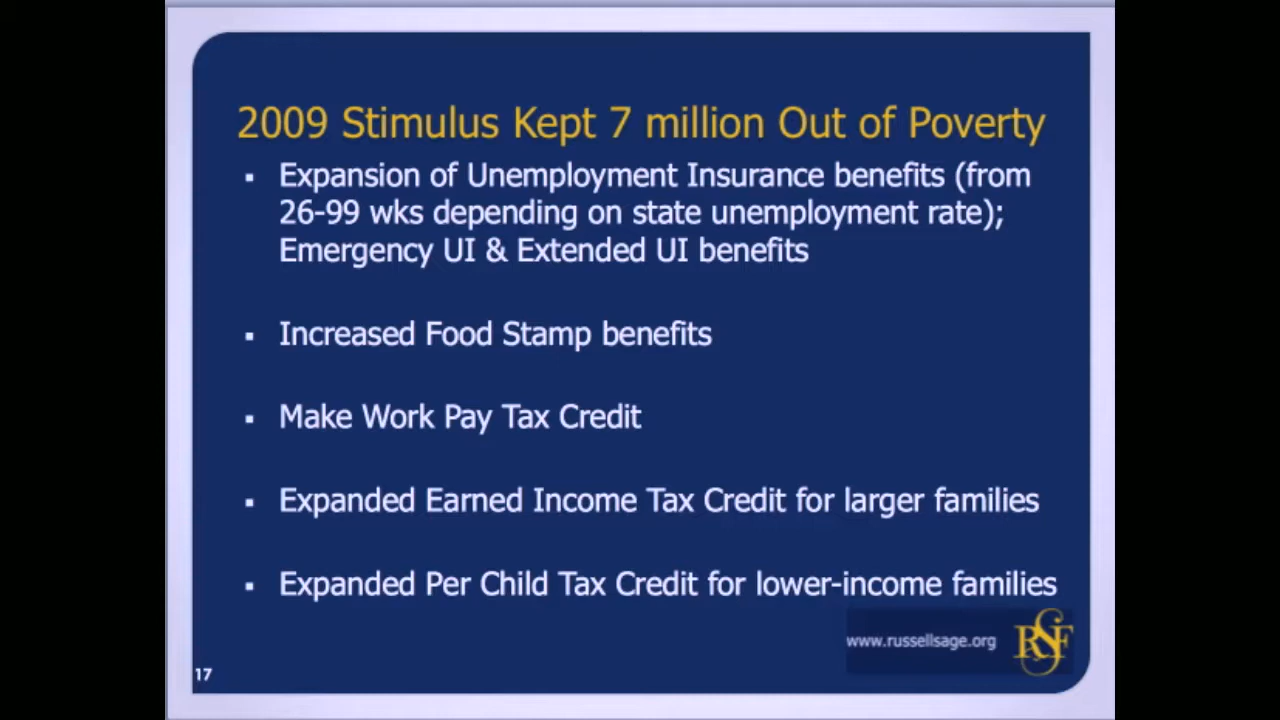 2009 Stimulus Kept 7 million Out of Poverty
▪ Expansion of Unemployment Insurance benefits (from
26-99 wks depending on state unemployment rate);
Emergency UI & Extended UI benefits
▪ Increased Food Stamp benefits
▪ Make Work Pay Tax Credit
▪ Expanded Earned Income Tax Credit for larger families
▪ Expanded Per Child Tax Credit for lower-income families
www.russellsage.org
RSF
17